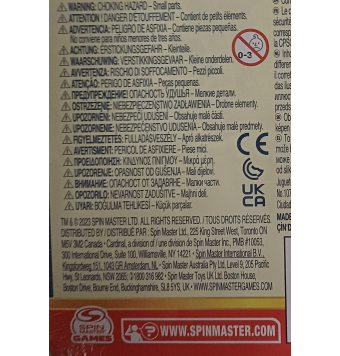 WARNING: CHOKING HAZARD - Small parts.
ATTENTION ! DANGER D'ÉTOUFFEMENT – Contient de petits éléments.
ADVERTENCIA: PELIGRO DE ASFIXIA – Contiene piezas pequeñas.
No conviene para niños menores de tres años.
ACHTUNG: ERSTICKUNGSGEFAHR – Kleinteile.
WAARSCHUWING: VERSTIKKINGSGEVAAR – Kleine onderdelen.
AVVERTENZA: RISCHIO DI SOFFOCAMENTO – Pezzi piccoli.
ATENÇÃO: PERIGO DE ASFIXIA – Peças pequenas.
ПРЕДУПРЕЖДЕНИЕ: ОПАСНОСТЬ УДУШЬЯ – Мелкие детали.
OSTRZEŻENIE: NIEBEZPIECZEŃSTWO ZADŁAWIENIA – Drobne elementy.
UPOZORNĚNÍ: NEBEZPEČÍ UDUŠENÍ – Obsahuje malé části.
UPOZORNENIE: NEBEZPEČENSTVO UDUSENIA – Obsahuje malé predmety.
FIGYELMEZTETÉS: FULLADÁSVESZÉLY – Apró alkatrészek.
AVERTISMENT: PERICOL DE ASFIXIERE – Piese mici.
ΠΡΟΕΙΔΟΠΟΙΗΣΗ: ΚΙΝΔΥΝΟΣ ΠΝΙΓΜΟΥ – Μικρά μέρη.
OPOZORILO: OPASNOST OD GUŠENJA – Mali dijelovi.
ВНИМАНИЕ: ОПАСНОСТ ОТ ЗАДАВЯНЕ – Малки части.
UYARI: BOĞULMA TEHLİKESİ – Küçük parçalar.
0-3
CE
UK
CA
TM & © 2023 SPIN MASTER LTD. ALL RIGHTS RESERVED. / TOUS DROITS RÉSERVÉS.
DISTRIBUTED BY / DISTRIBUÉ PAR : Spin Master Ltd., 225 King Street West, Toronto ON
M5V 3M2 Canada • Cardinal, a division of / une division de Spin Master Inc., PMB #10053,
300 International Drive, Suite 100, Williamsville, NY 14221 • Spin Master International B.V.,
Kingsfordweg 151, 1043 GR Amsterdam, NL • Spin Master Australia Pty Ltd, Level 9, 205 Pacific
Hwy, St Leonards, NSW 2065; 01800 316 982 • Spin Master Toys UK Ltd, Boston House,
Boston Drive, Bourne End, Buckinghamshire, SL8 5YS, UK • WWW.SPINMASTERGAMES.COM
SPIN
MASTER
GAMES
WWW.SPINMASTER.COM